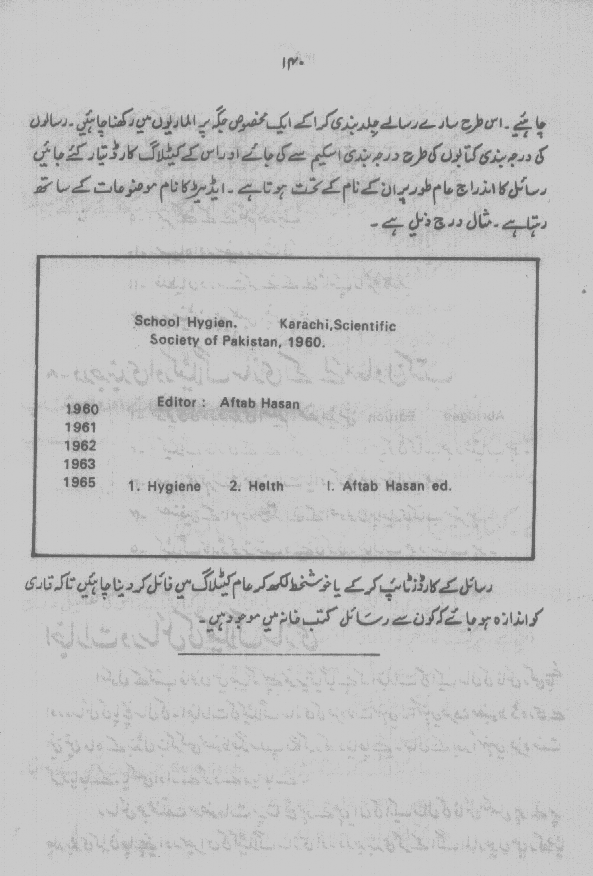 ۱۴۰
چاہئیے ۔ اس طرح سارے رسالے جلد بندی کرا کے ایک مخصوص جگہ پر الماریوں میں رکھنا چاہئیں ۔ رسالوں
کی درجہ بندی کتابوں کی طرح درجہ بندی اسکیم سے کی جائے اور اس کے کیٹلاگ کارڈ تیار کئے جائیں
رسائل کا اندراج عام طور پر ان کے نام کے تحت ہوتا ہے ۔ ایڈیٹر کا نام موضوعات کے ساتھ
رہتا ہے ۔ مثال درج ذیل ہے ۔
School Hygien. Karachi,Scientific
Society of Pakistan, 1960.
Editor : Aftab Hasan
1960
1961
1962
1963
1965
1. Hygiene 2. Helth I. Aftab Hasan ed.
رسائل کے کارڈز ٹائپ کر کے یا خوشخط لکھ کر عام کیٹلاگ میں فائل کر دینا چاہئیں تاکہ قاری
کو اندازہ ہو جائے کہ کون سے رسائل کتب خانہ میں موجود ہیں ۔